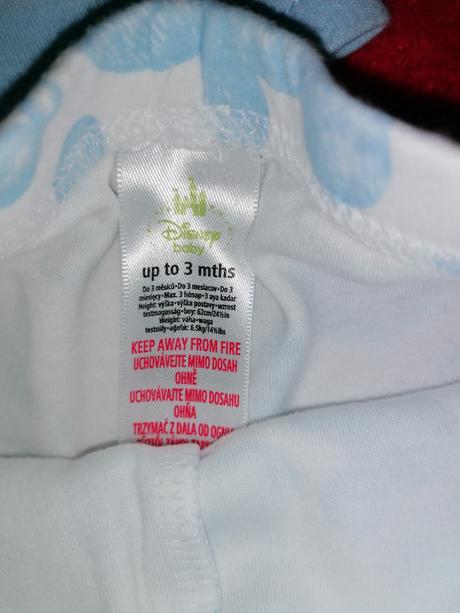 Disney
baby
up to 3 mths
Do 3 měsíců• Do 3 mesiacov• Do 3
miesięcy• Max. 3 hónap• 3 aya kadar
Height• výška• výška postavy• wzrost
testmagasság• boy: 62cm/24½in
Weight• váha• waga
testsúly• ağırlık: 6.5kg/14½lbs
KEEP AWAY FROM FIRE
UCHOVÁVEJTE MIMO DOSAH
OHNĚ
UCHOVÁVAJTE MIMO DOSAHU
OHŇA
TRZYMAĆ Z DALA OD OGNIA